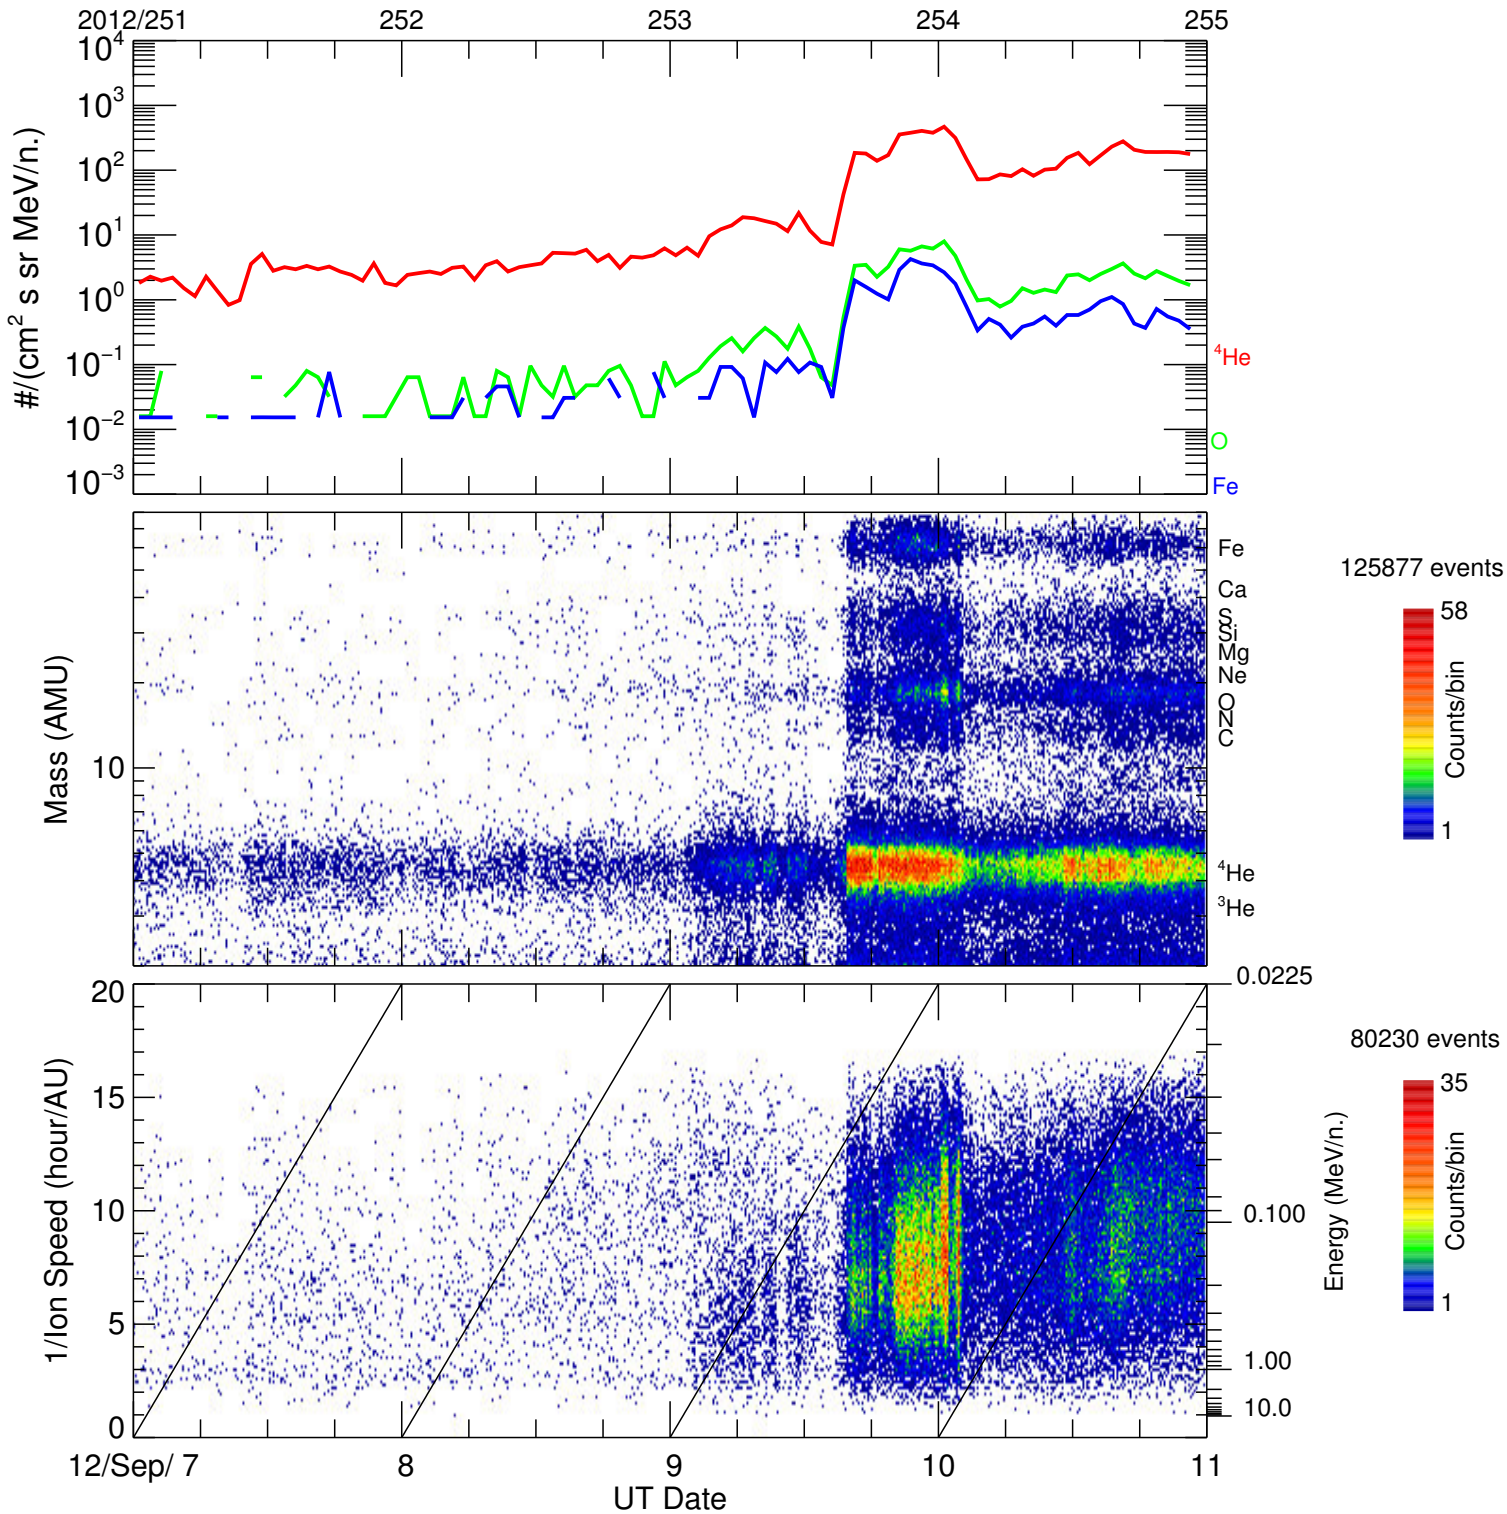 2012/251 252 253 254 255
10^4
10^3
10^2
10^1
10^0
10^−1
10^−2
10^−3
#/(cm^2 s sr MeV/n.)
^4He
O
Fe
Mass (AMU)
10
Fe
Ca
S
Si
Mg
Ne
O
N
C
^4He
^3He
125877 events
58
Counts/bin
1
1/Ion Speed (hour/AU)
20
15
10
5
0
0.0225
0.100
1.00
10.0
Energy (MeV/n.)
80230 events
35
Counts/bin
1
12/Sep/ 7 8 9 10 11
UT Date